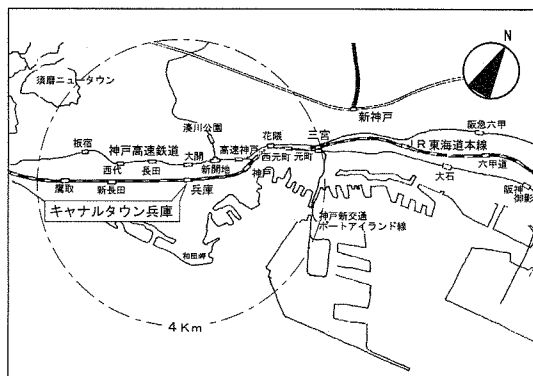 N
須磨ニュータウン
新神戸
湊川公園
花隈
三宮
阪急六甲
板宿
神戸高速鉄道
大開
高速神戸
西元町
元町
JR東海道本線
西代
長田
新開地
神戸
大石
六甲道
鷹取
新長田
兵庫
阪神
御影
キャナルタウン兵庫
神戸新交通
ポートアイランド線
和田岬
4Km